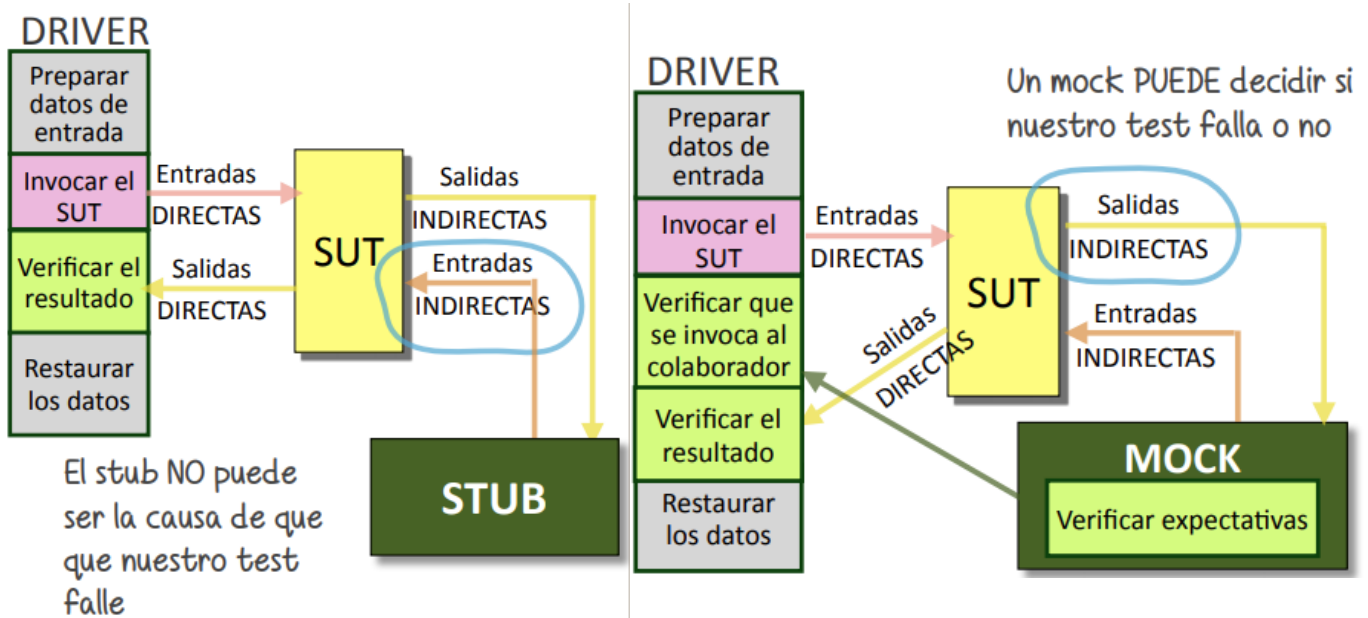 DRIVER
Preparar
datos de
entrada
Invocar el
SUT
Verificar el
resultado
Restaurar
los datos
Entradas
DIRECTAS
Salidas
DIRECTAS
SUT
Salidas
INDIRECTAS
Entradas
INDIRECTAS
STUB
El stub NO puede
ser la causa de que
que nuestro test
falle
DRIVER
Preparar
datos de
entrada
Invocar el
SUT
Verificar que
se invoca al
colaborador
Verificar el
resultado
Restaurar
los datos
Un mock PUEDE decidir si
nuestro test falla o no
Entradas
DIRECTAS
Salidas
DIRECTAS
SUT
Salidas
INDIRECTAS
Entradas
INDIRECTAS
MOCK
Verificar expectativas